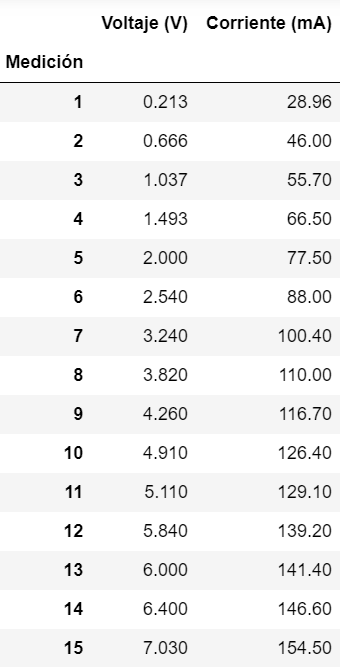 Voltaje (V) Corriente (mA)
Medición
1 0.213 28.96
2 0.666 46.00
3 1.037 55.70
4 1.493 66.50
5 2.000 77.50
6 2.540 88.00
7 3.240 100.40
8 3.820 110.00
9 4.260 116.70
10 4.910 126.40
11 5.110 129.10
12 5.840 139.20
13 6.000 141.40
14 6.400 146.60
15 7.030 154.50